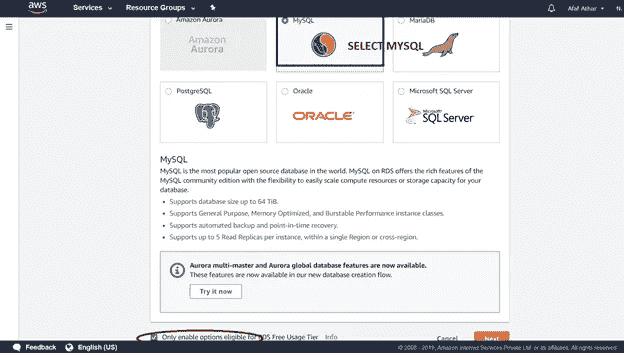 aws
Services
Resource Groups
Afaf Athar
N.
Amazon Aurora
MySQL
MariaDB
Amazon
Aurora
SELECT MYSQL
PostgreSQL
Oracle
Microsoft SQL Server
ORACLE
Microsoft
SQL Server
MySQL
MySQL is the most popular open source database in the world. MySQL on RDS offers the rich features of the
MySQL community edition with the flexibility to easily scale compute resources or storage capacity for your
database.
• Supports database size up to 64 TiB.
• Supports General Purpose, Memory Optimized, and Burstable Performance instance classes.
• Supports automated backup and point-in-time recovery.
• Supports up to 5 Read Replicas per instance, within a single Region or cross-region.
Aurora multi-master and Aurora global database features are now available.
These features are now available in our new database creation flow.
Try it now
Only enable options eligible for RDS Free Usage Tier Info
Cancel
Next
Feedback
English (US)
© 2008 - 2019, Amazon Internet Services Private Ltd. or its affiliates. All rights reserved.